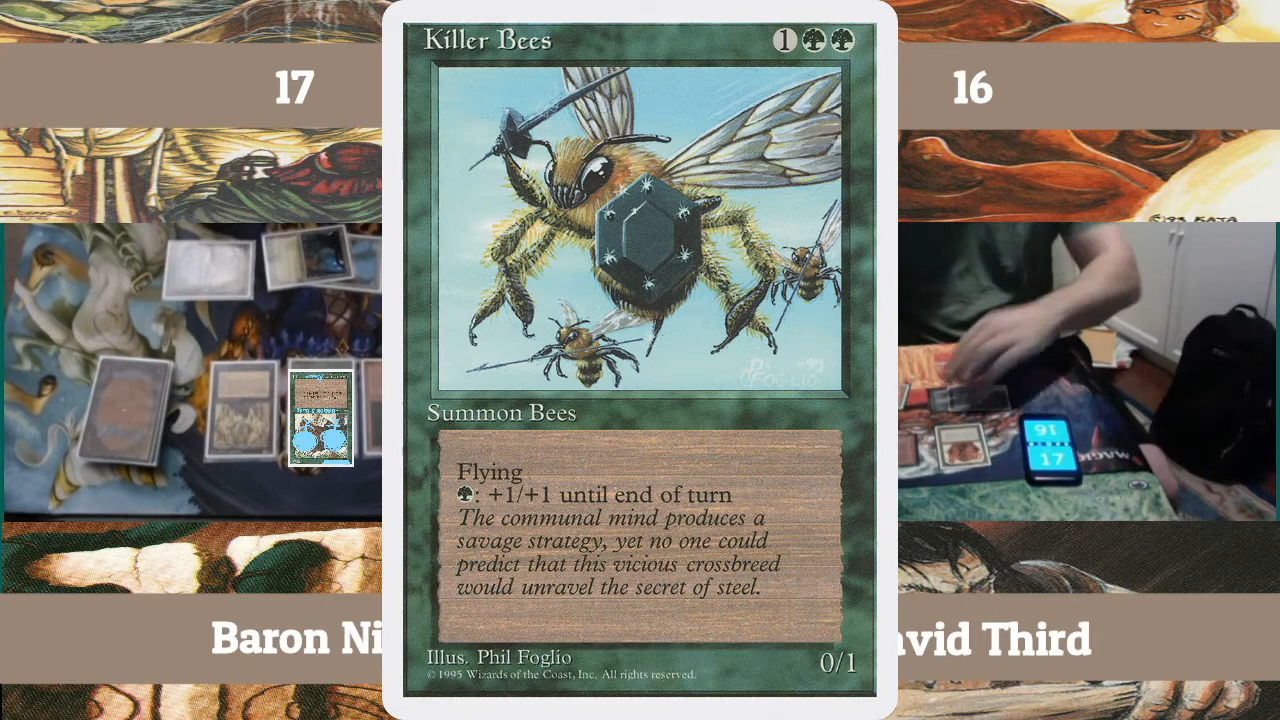 Killer Bees
1
17
16
Summon Bees
Flying
: +1/+1 until end of turn
The communal mind produces a
savage strategy, yet no one could
predict that this vicious crossbreed
would unravel the secret of steel.
16
17
Baron Ni
avid Third
Illus. Phil Foglio
0/1
© 1995 Wizards of the Coast, Inc. All rights reserved.